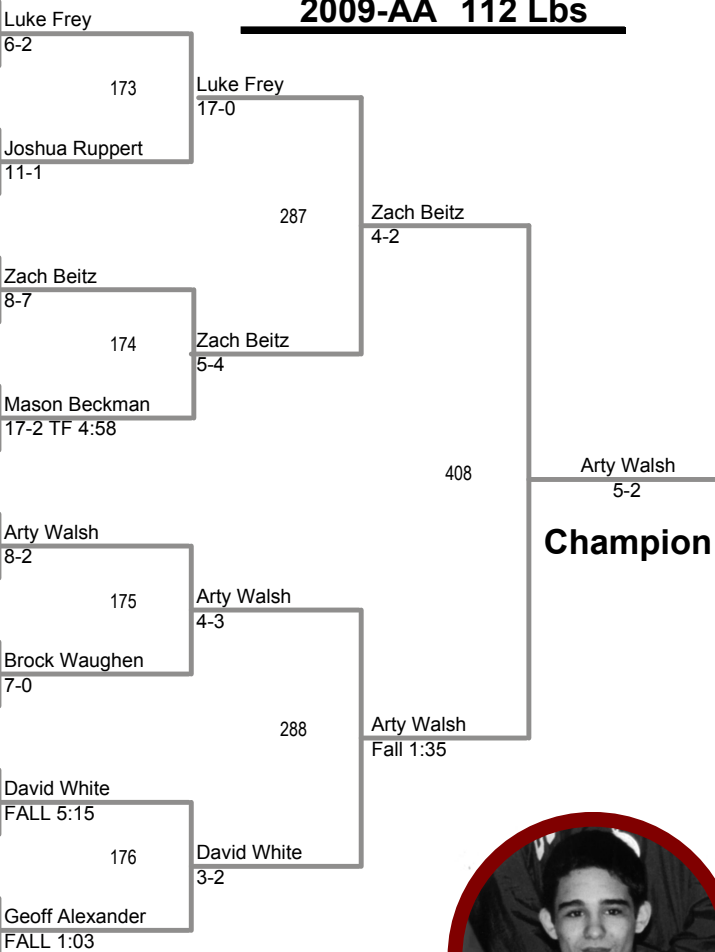 2009-AA 112 Lbs
Luke Frey
6-2
173
Luke Frey
17-0
Joshua Ruppert
11-1
287
Zach Beitz
4-2
Zach Beitz
8-7
174
Zach Beitz
5-4
Mason Beckman
17-2 TF 4:58
408
Arty Walsh
5-2
Champion
Arty Walsh
8-2
175
Arty Walsh
4-3
Brock Waughen
7-0
288
Arty Walsh
Fall 1:35
David White
FALL 5:15
176
David White
3-2
Geoff Alexander
FALL 1:03